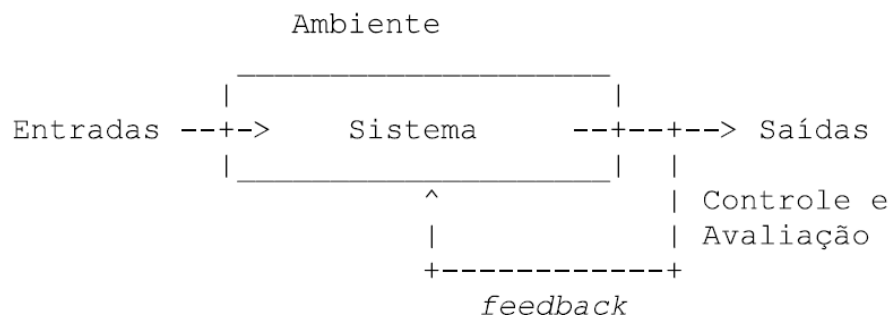 Ambiente
Entradas --+-> Sistema --+--+--> Saídas
Controle e
Avaliação
feedback